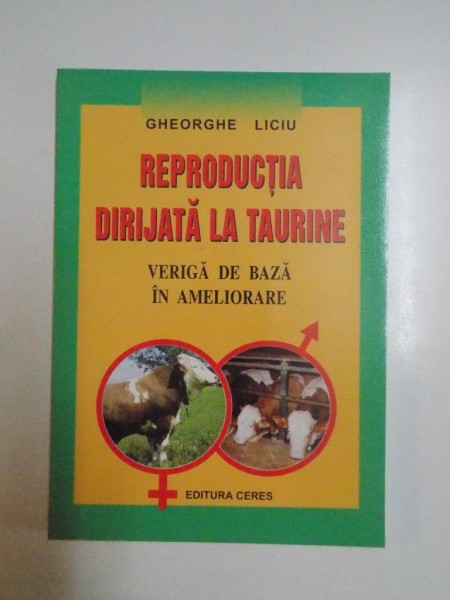 GHEORGHE LICIU
REPRODUCȚIA
DIRIJATĂ LA TAURINE
VERIGĂ DE BAZĂ
ÎN AMELIORARE
EDITURA CERES